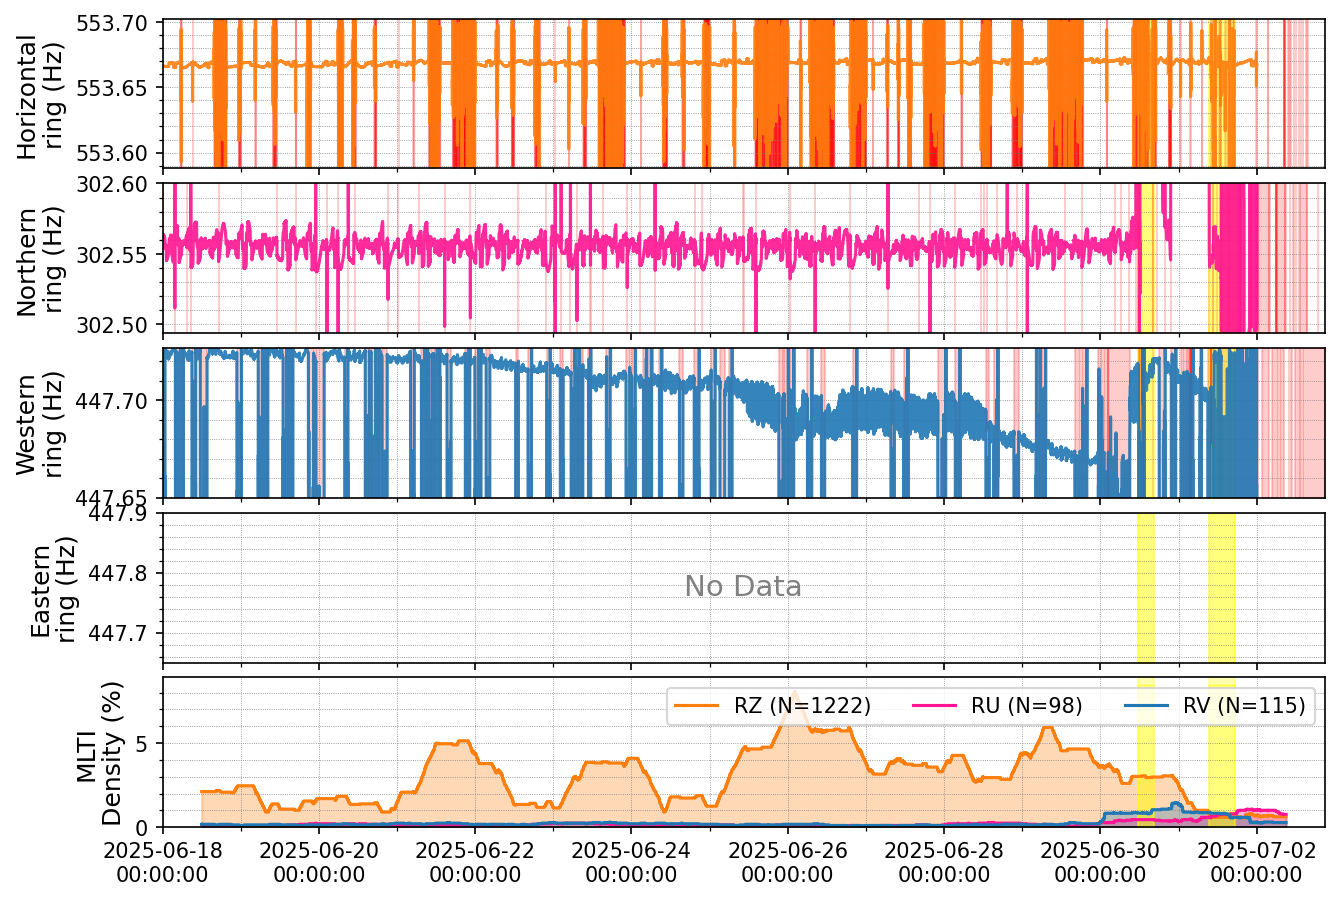 Horizontal
ring (Hz)
553.70
553.65
553.60
Northern
ring (Hz)
302.60
302.55
302.50
Western
ring (Hz)
447.70
447.65
Eastern
ring (Hz)
447.9
447.8
447.7
No Data
MLTI
Density (%)
5
0
RZ (N=1222) RU (N=98) RV (N=115)
2025-06-18 2025-06-20 2025-06-22 2025-06-24 2025-06-26 2025-06-28 2025-06-30 2025-07-02
00:00:00 00:00:00 00:00:00 00:00:00 00:00:00 00:00:00 00:00:00 00:00:00